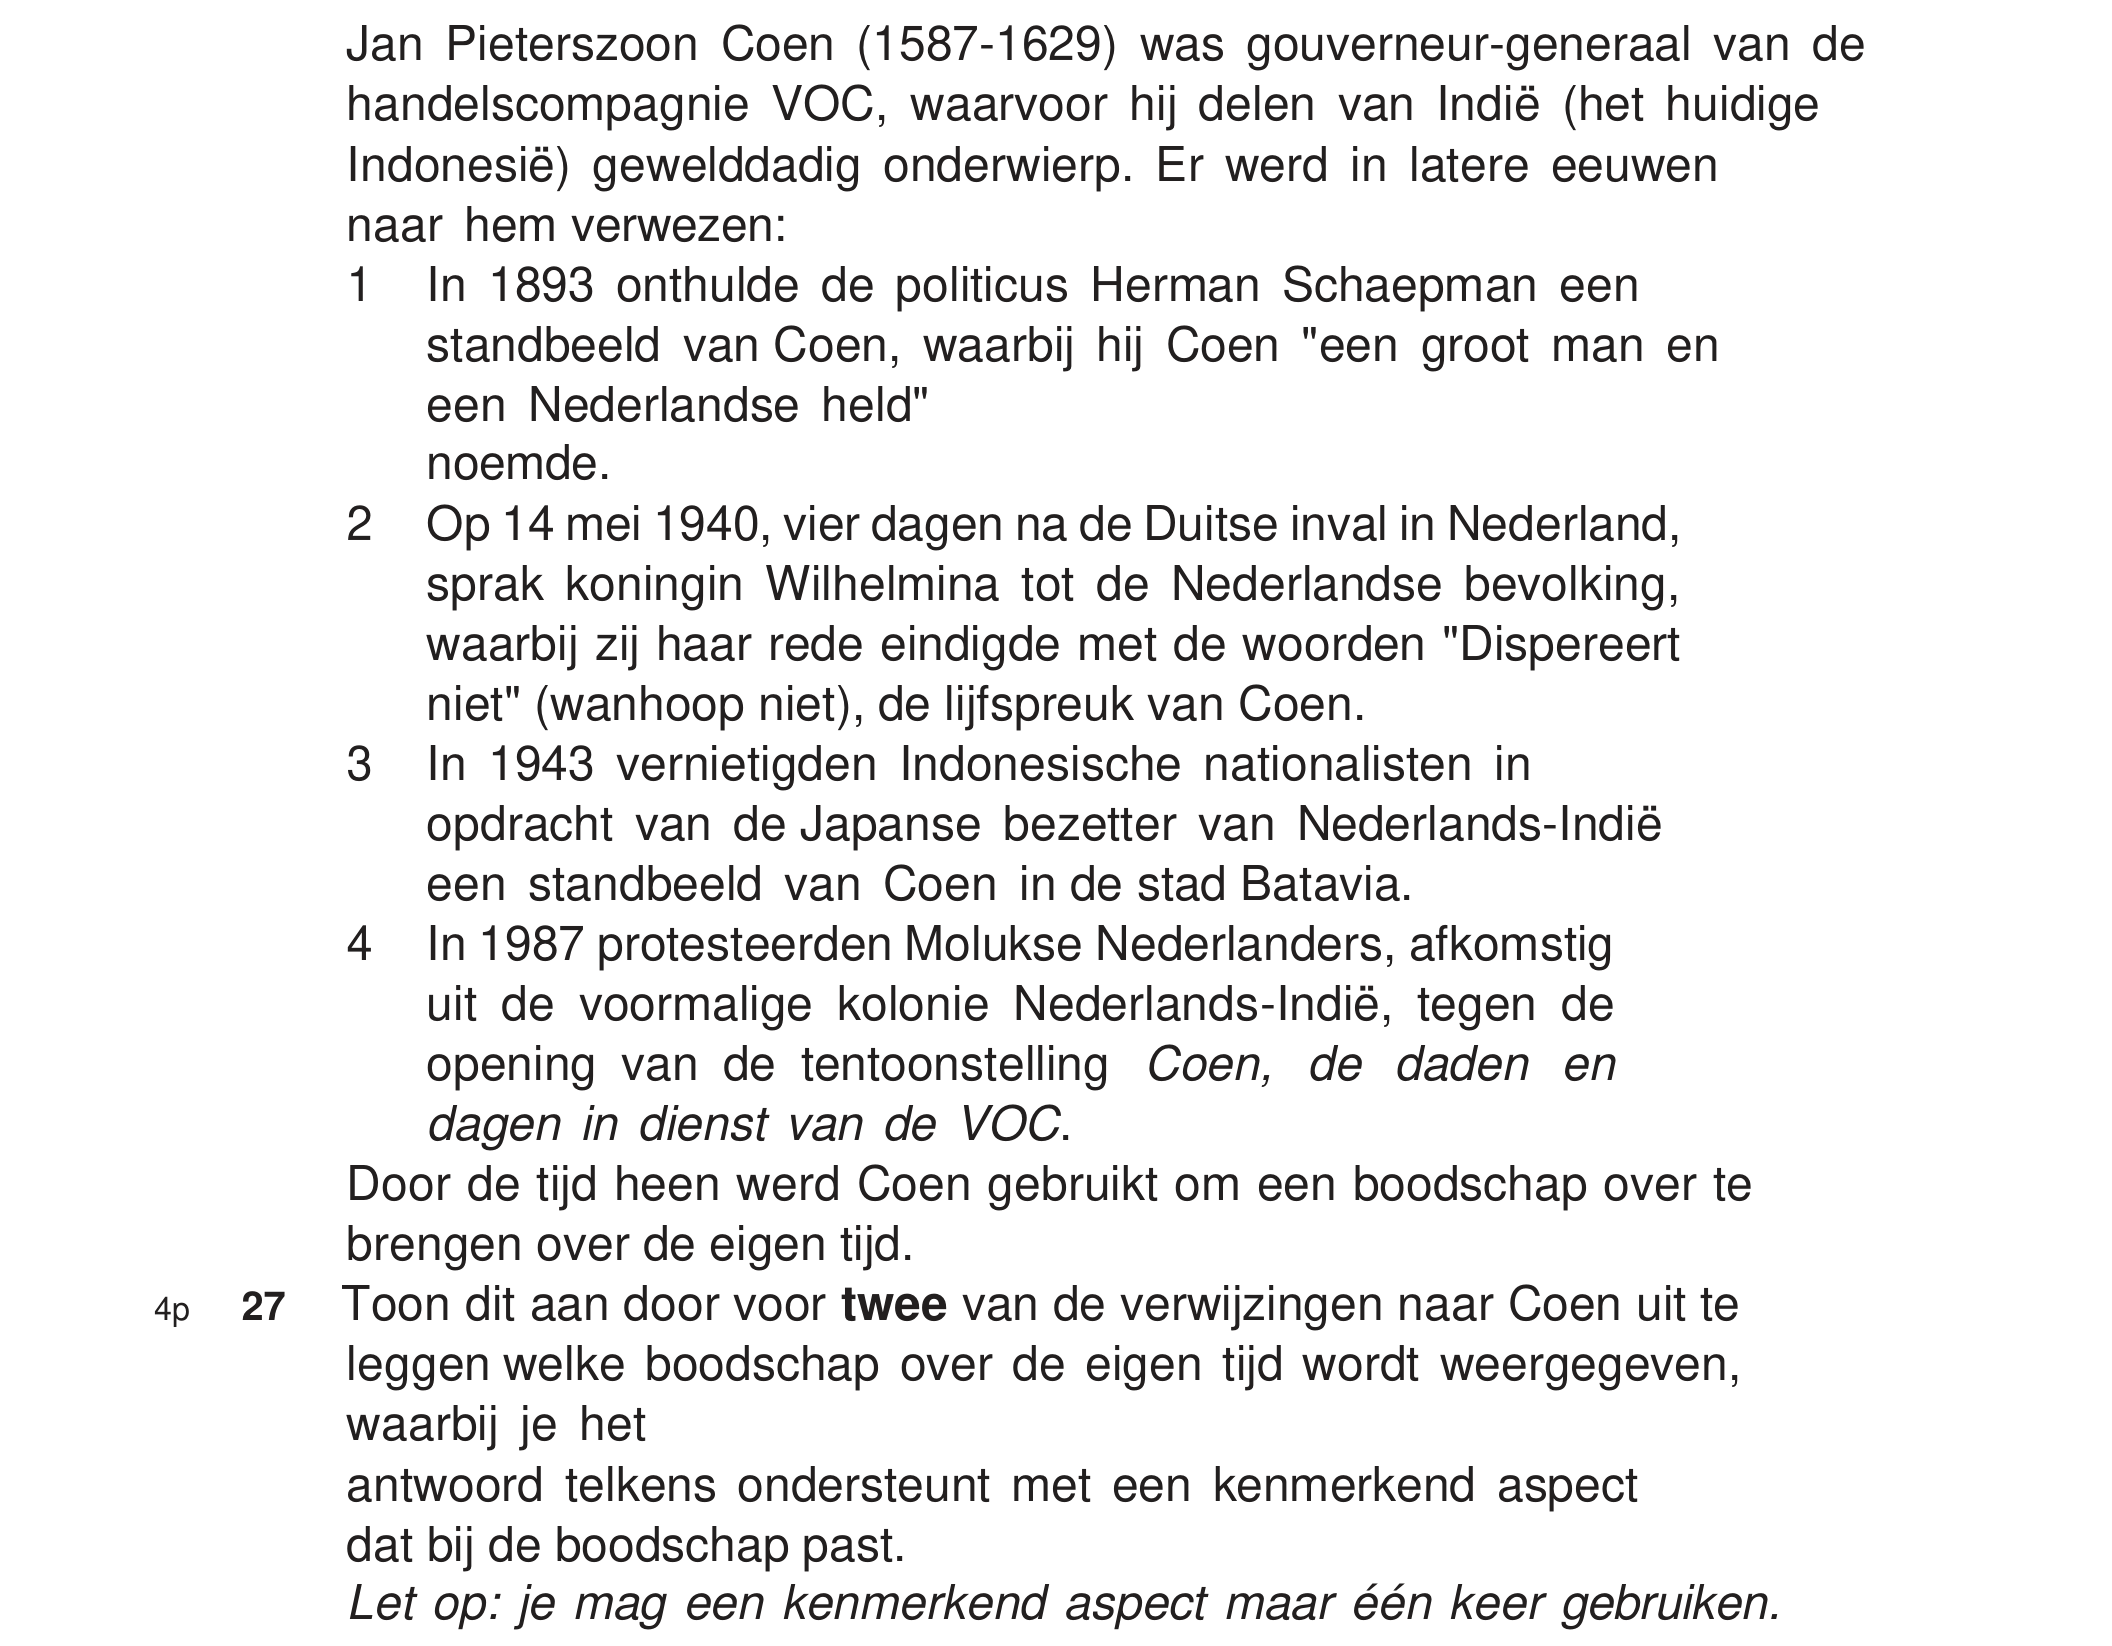 Jan Pieterszoon Coen (1587-1629) was gouverneur-generaal van de
handelscompagnie VOC, waarvoor hij delen van Indië (het huidige
Indonesië) gewelddadig onderwierp. Er werd in latere eeuwen
naar hem verwezen:
1 In 1893 onthulde de politicus Herman Schaepman een
standbeeld van Coen, waarbij hij Coen "een groot man en
een Nederlandse held"
noemde.
2 Op 14 mei 1940, vier dagen na de Duitse inval in Nederland,
sprak koningin Wilhelmina tot de Nederlandse bevolking,
waarbij zij haar rede eindigde met de woorden "Dispereert
niet" (wanhoop niet), de lijfspreuk van Coen.
3 In 1943 vernietigden Indonesische nationalisten in
opdracht van de Japanse bezetter van Nederlands-Indië
een standbeeld van Coen in de stad Batavia.
4 In 1987 protesteerden Molukse Nederlanders, afkomstig
uit de voormalige kolonie Nederlands-Indië, tegen de
opening van de tentoonstelling Coen, de daden en
dagen in dienst van de VOC.
Door de tijd heen werd Coen gebruikt om een boodschap over te
brengen over de eigen tijd.
4p 27 Toon dit aan door voor twee van de verwijzingen naar Coen uit te
leggen welke boodschap over de eigen tijd wordt weergegeven,
waarbij je het
antwoord telkens ondersteunt met een kenmerkend aspect
dat bij de boodschap past.
Let op: je mag een kenmerkend aspect maar één keer gebruiken.